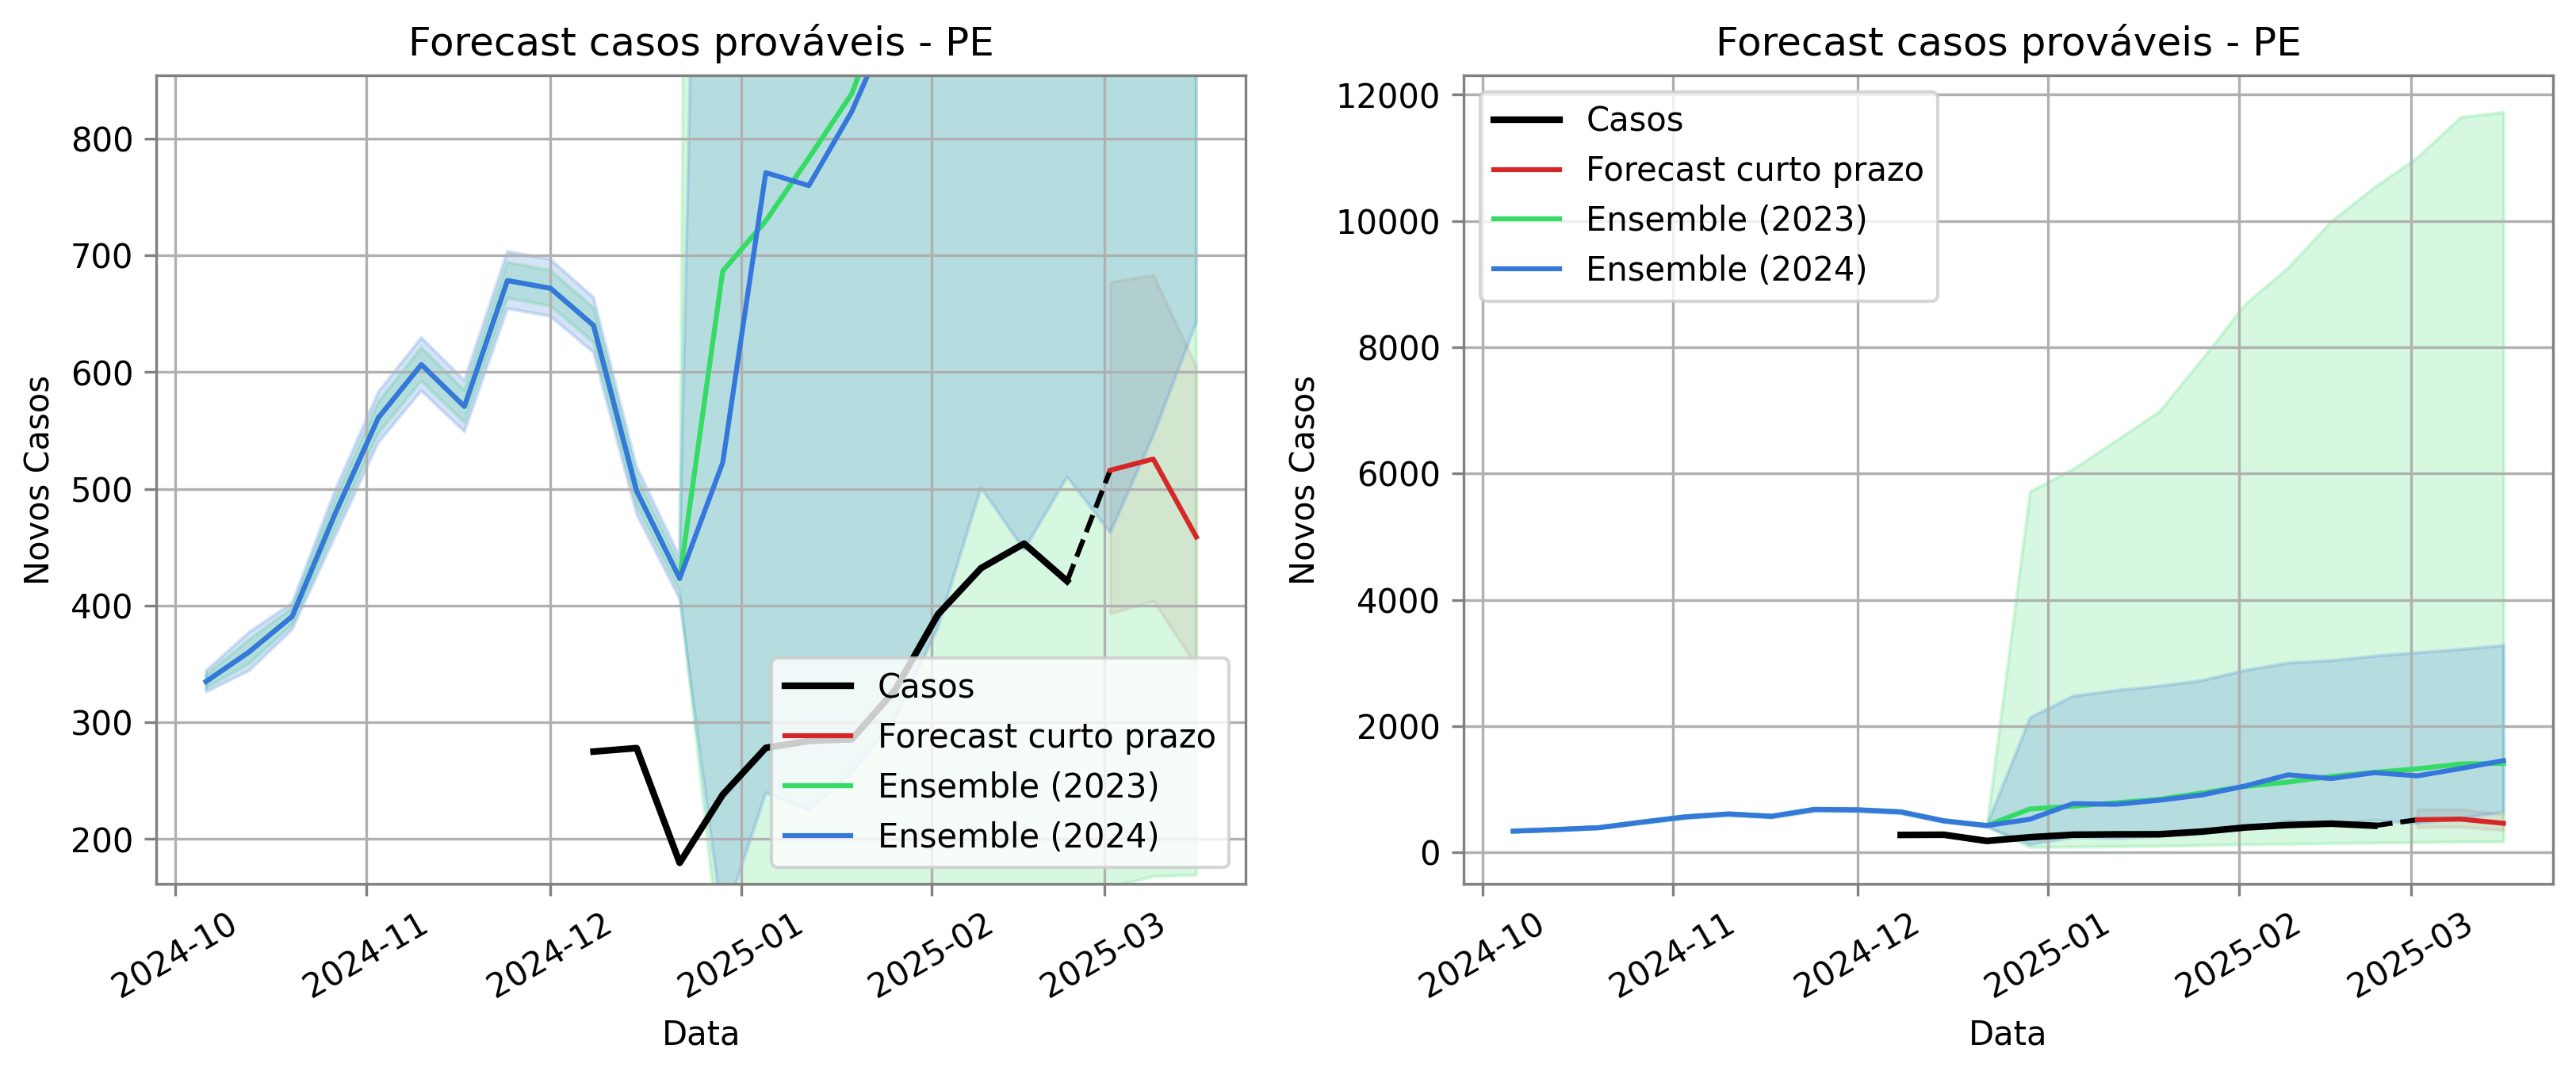 Forecast casos prováveis - PE
800
700
600
500
400
300
200
Novos Casos
Casos
Forecast curto prazo
Ensemble (2023)
Ensemble (2024)
2024-10
2024-11
2024-12
2025-01
2025-02
2025-03
Data
Forecast casos prováveis - PE
12000
10000
8000
6000
4000
2000
0
Novos Casos
Casos
Forecast curto prazo
Ensemble (2023)
Ensemble (2024)
2024-10
2024-11
2024-12
2025-01
2025-02
2025-03
Data